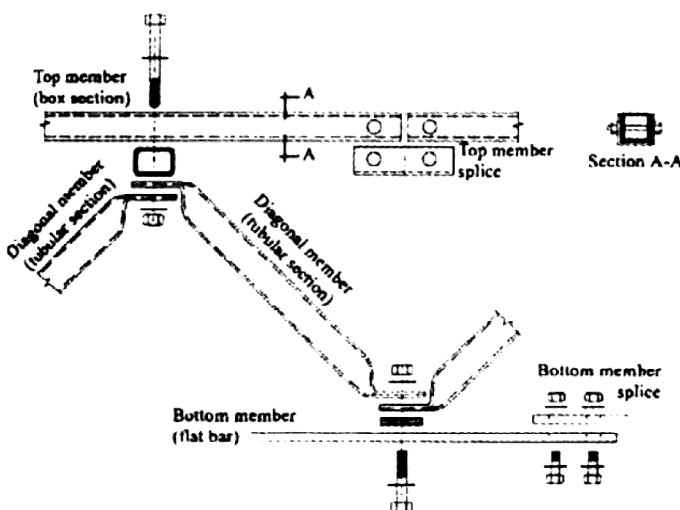 Top member
(box section)
A
A
Top member
splice
Section A-A
Diagonal member
(tubular section)
Diagonal member
(tubular section)
Bottom member
splice
Bottom member
(flat bar)